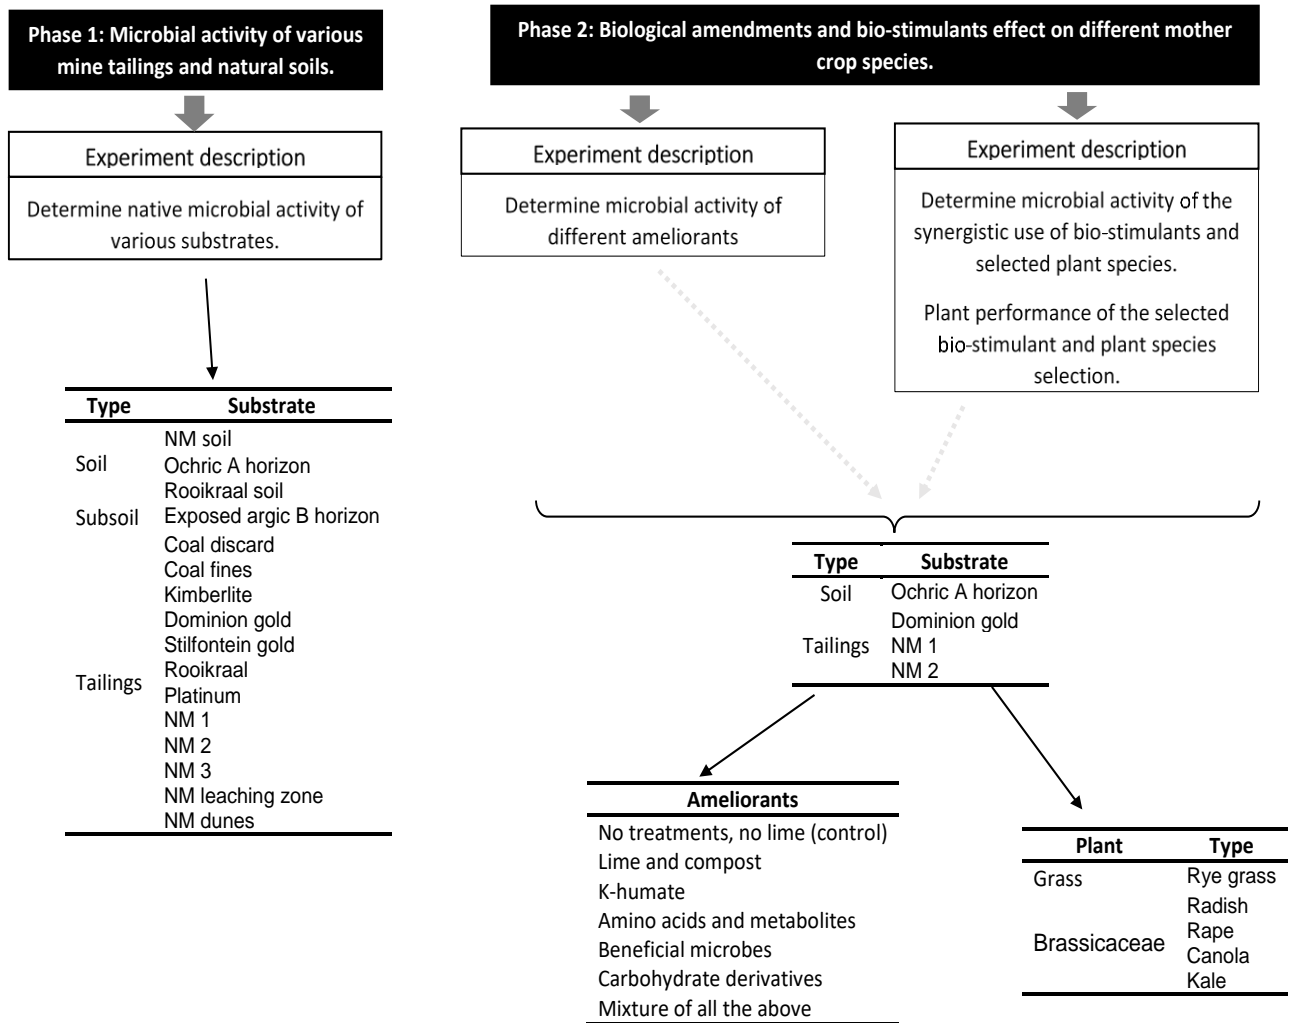 Phase 1: Microbial activity of various
mine tailings and natural soils.
Experiment description
Determine native microbial activity of
various substrates.
Type Substrate
Soil
NM soil
Ochric A horizon
Rooikraal soil
Subsoil Exposed argic B horizon
Tailings
Coal discard
Coal fines
Kimberlite
Dominion gold
Stilfontein gold
Rooikraal
Platinum
NM 1
NM 2
NM 3
NM leaching zone
NM dunes
Phase 2: Biological amendments and bio-stimulants effect on different mother
crop species.
Experiment description
Determine microbial activity of
different ameliorants
Experiment description
Determine microbial activity of the
synergistic use of bio-stimulants and
selected plant species.
Plant performance of the selected
bio-stimulant and plant species
selection.
Type Substrate
Soil Ochric A horizon
Tailings
Dominion gold
NM 1
NM 2
Ameliorants
No treatments, no lime (control)
Lime and compost
K-humate
Amino acids and metabolites
Beneficial microbes
Carbohydrate derivatives
Mixture of all the above
Plant Type
Grass Rye grass
Brassicaceae
Radish
Rape
Canola
Kale